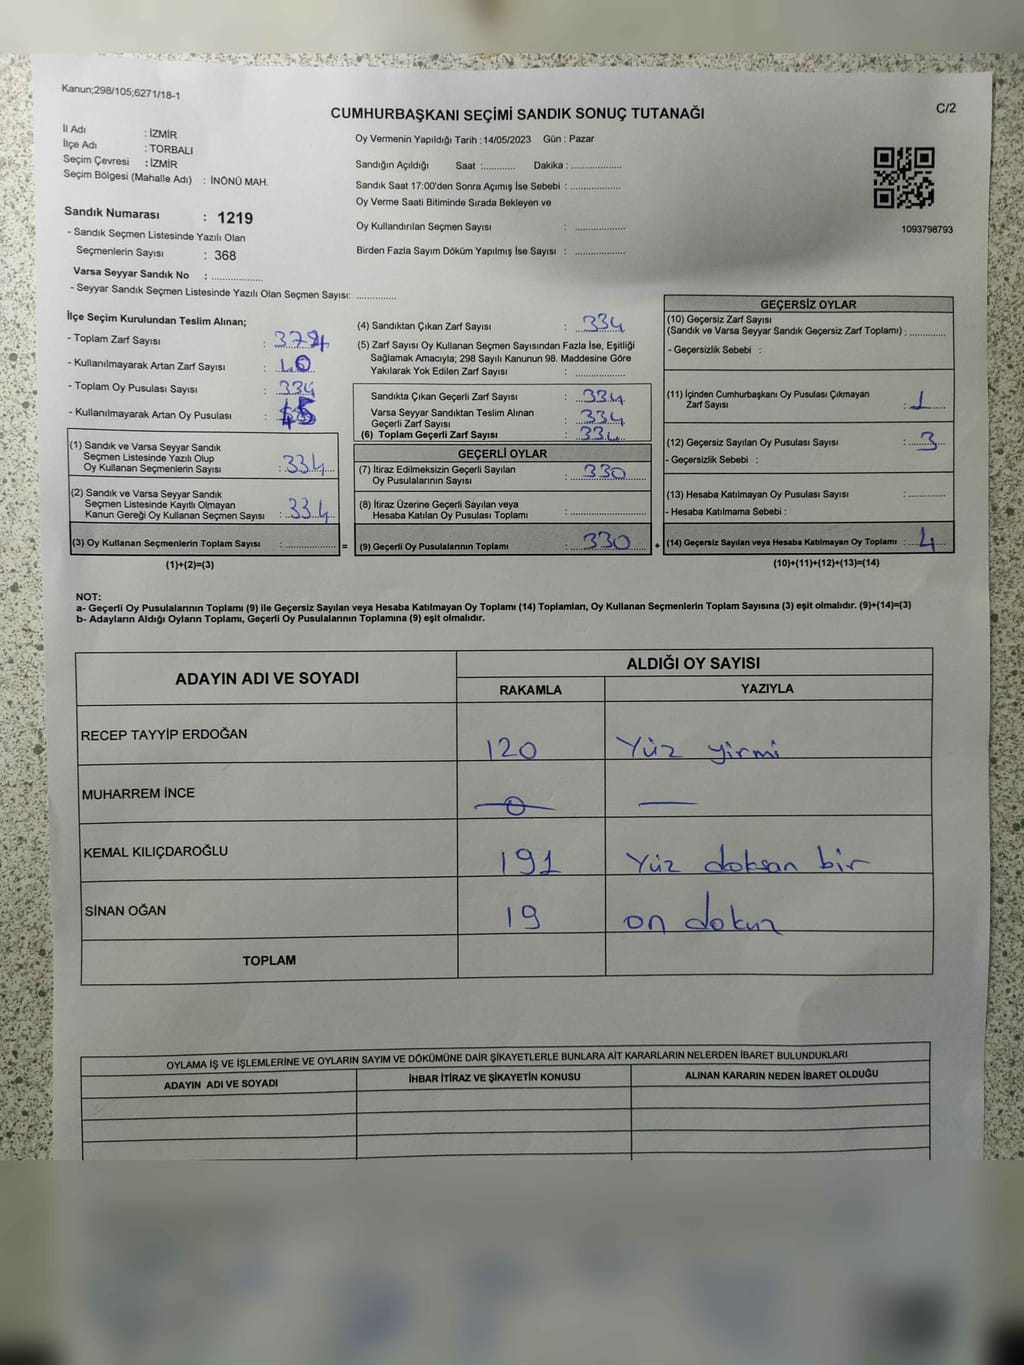 Kanun;298/105;6271/18-1
C/2
CUMHURBAŞKANI SEÇİMİ SANDIK SONUÇ TUTANAĞI
İl Adı : İZMİR
İlçe Adı : TORBALI
Seçim Çevresi : İZMİR
Seçim Bölgesi (Mahalle Adı) : İNÖNÜ MAH.
Sandık Numarası : 1219
- Sandık Seçmen Listesinde Yazılı Olan
Seçmenlerin Sayısı : 368
Varsa Seyyar Sandık No : ..................
- Seyyar Sandık Seçmen Listesinde Yazılı Olan Seçmen Sayısı: .............
Oy Vermenin Yapıldığı Tarih :14/05/2023 Gün : Pazar
Sandığın Açıldığı Saat :........... Dakika : .................
Sandık Saat 17:00'den Sonra Açımış İse Sebebi : .................
Oy Verme Saati Bitiminde Sırada Bekleyen ve
Oy Kullandırılan Seçmen Sayısı : .................
Birden Fazla Sayım Döküm Yapılmış İse Sayısı : .................
1093798793
İlçe Seçim Kurulundan Teslim Alınan;
- Toplam Zarf Sayısı :
- Kullanılmayarak Artan Zarf Sayısı : 40
- Toplam Oy Pusulası Sayısı : 334
- Kullanılmayarak Artan Oy Pusulası :
(1) Sandık ve Varsa Seyyar Sandık
Seçmen Listesinde Yazılı Olup
Oy Kullanan Seçmenlerin Sayısı : 334
(2) Sandık ve Varsa Seyyar Sandık
Seçmen Listesinde Kayıtlı Olmayan
Kanun Gereği Oy Kullanan Seçmen Sayısı : 334
(3) Oy Kullanan Seçmenlerin Toplam Sayısı : ............... =
(1)+(2)=(3)
(4) Sandıktan Çıkan Zarf Sayısı : 334
(5) Zarf Sayısı Oy Kullanan Seçmen Sayısından Fazla İse, Eşitliği
Sağlamak Amacıyla; 298 Sayılı Kanunun 98. Maddesine Göre
Yakılarak Yok Edilen Zarf Sayısı : .................
Sandıkta Çıkan Geçerli Zarf Sayısı : 334
Varsa Seyyar Sandıktan Teslim Alınan
Geçerli Zarf Sayısı : 334
(6) Toplam Geçerli Zarf Sayısı : 334
GEÇERLİ OYLAR
(7) İtiraz Edilmeksizin Geçerli Sayılan
Oy Pusulalarının Sayısı : 330
(8) İtiraz Üzerine Geçerli Sayılan veya
Hesaba Katılan Oy Pusulası Toplamı : .................
(9) Geçerli Oy Pusulalarının Toplamı : 330 +
GEÇERSİZ OYLAR
(10) Geçersiz Zarf Sayısı
(Sandık ve Varsa Seyyar Sandık Geçersiz Zarf Toplamı) : ............
- Geçersizlik Sebebi :
(11) İçinden Cumhurbaşkanı Oy Pusulası Çıkmayan
Zarf Sayısı : 1
(12) Geçersiz Sayılan Oy Pusulası Sayısı : 3
- Geçersizlik Sebebi :
(13) Hesaba Katılmayan Oy Pusulası Sayısı : ............
- Hesaba Katılmama Sebebi :
(14) Geçersiz Sayılan veya Hesaba Katılmayan Oy Toplamı : 4
(10)+(11)+(12)+(13)=(14)
NOT:
a- Geçerli Oy Pusulalarının Toplamı (9) ile Geçersiz Sayılan veya Hesaba Katılmayan Oy Toplamı (14) Toplamları, Oy Kullanan Seçmenlerin Toplam Sayısına (3) eşit olmalıdır. (9)+(14)=(3)
b- Adayların Aldığı Oyların Toplamı, Geçerli Oy Pusulalarının Toplamına (9) eşit olmalıdır.
ADAYIN ADI VE SOYADI
ALDIĞI OY SAYISI
RAKAMLA YAZIYLA
RECEP TAYYİP ERDOĞAN 120 Yüz yirmi
MUHARREM İNCE 0 —
KEMAL KILIÇDAROĞLU 191 Yüz doksan bir
SİNAN OĞAN 19 on dokuz
TOPLAM
OYLAMA İŞ VE İŞLEMLERİNE VE OYLARIN SAYIM VE DÖKÜMÜNE DAİR ŞİKAYETLERLE BUNLARA AİT KARARLARIN NELERDEN İBARET BULUNDUKLARI
ADAYIN ADI VE SOYADI İHBAR İTİRAZ VE ŞİKAYETİN KONUSU ALINAN KARARIN NEDEN İBARET OLDUĞU